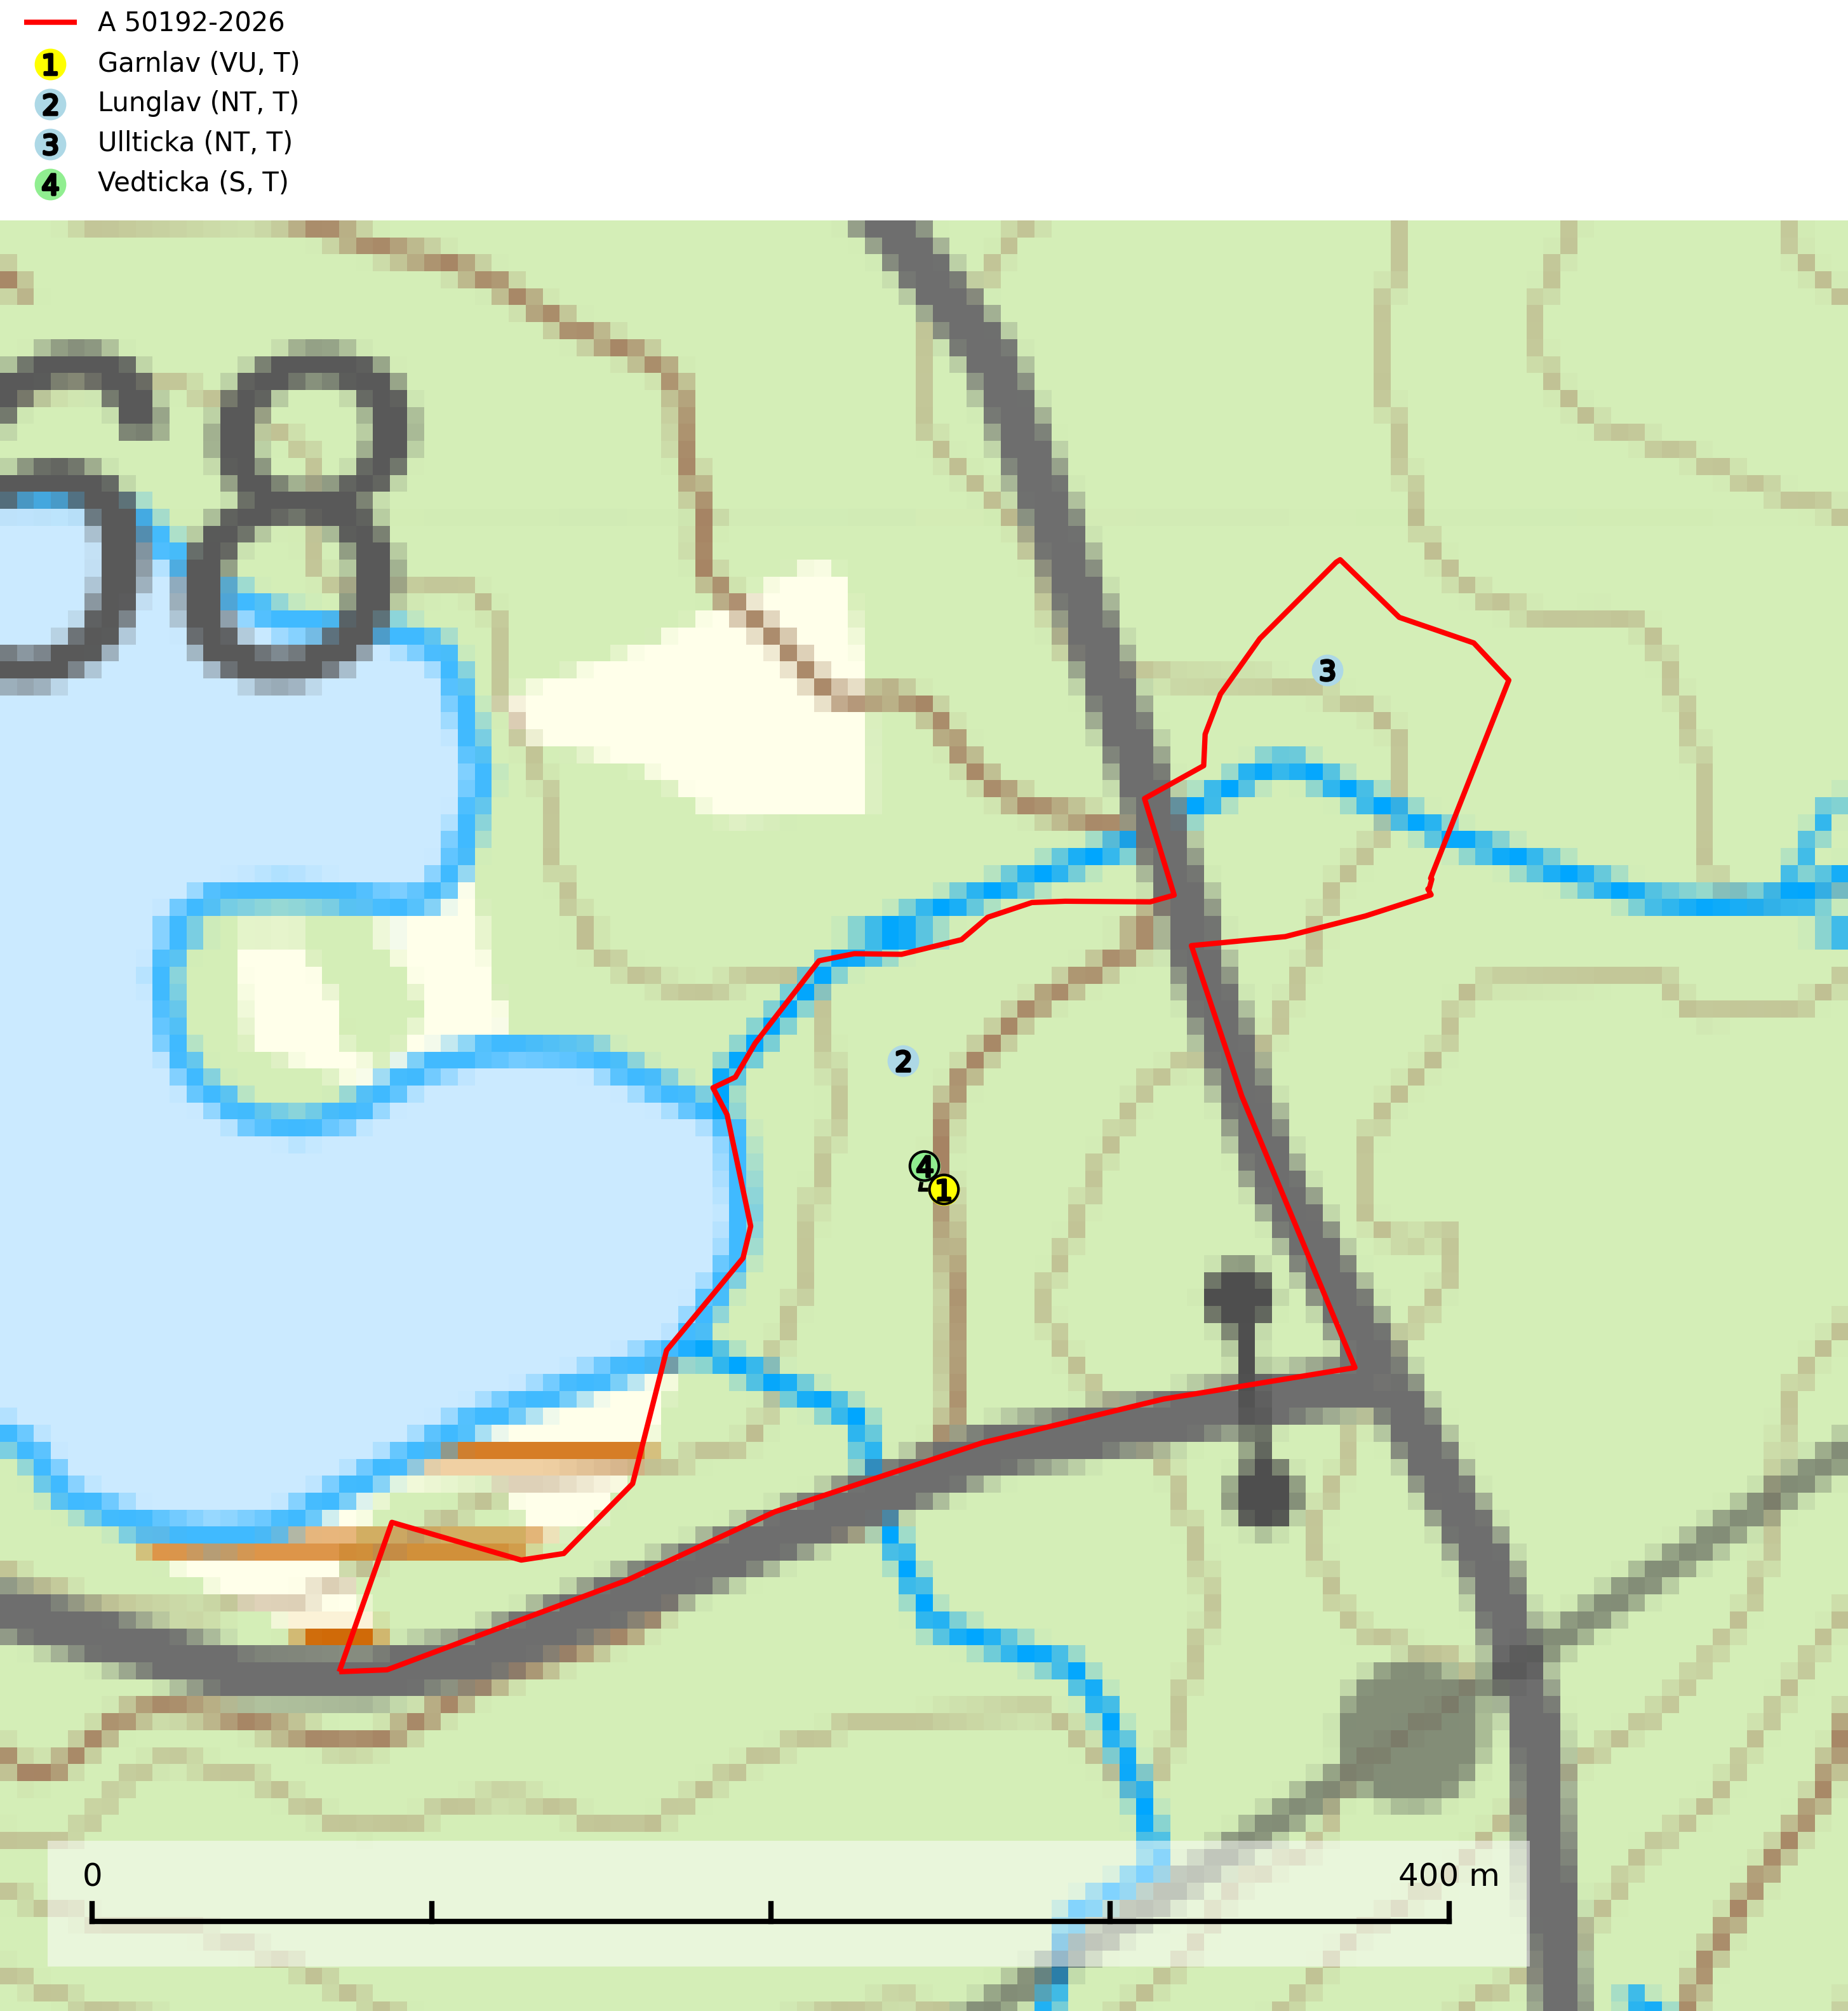 A 50192-2026
1 Garnlav (VU, T)
2 Lunglav (NT, T)
3 Ullticka (NT, T)
4 Vedticka (S, T)
8
3
2
4
1
0 400 m